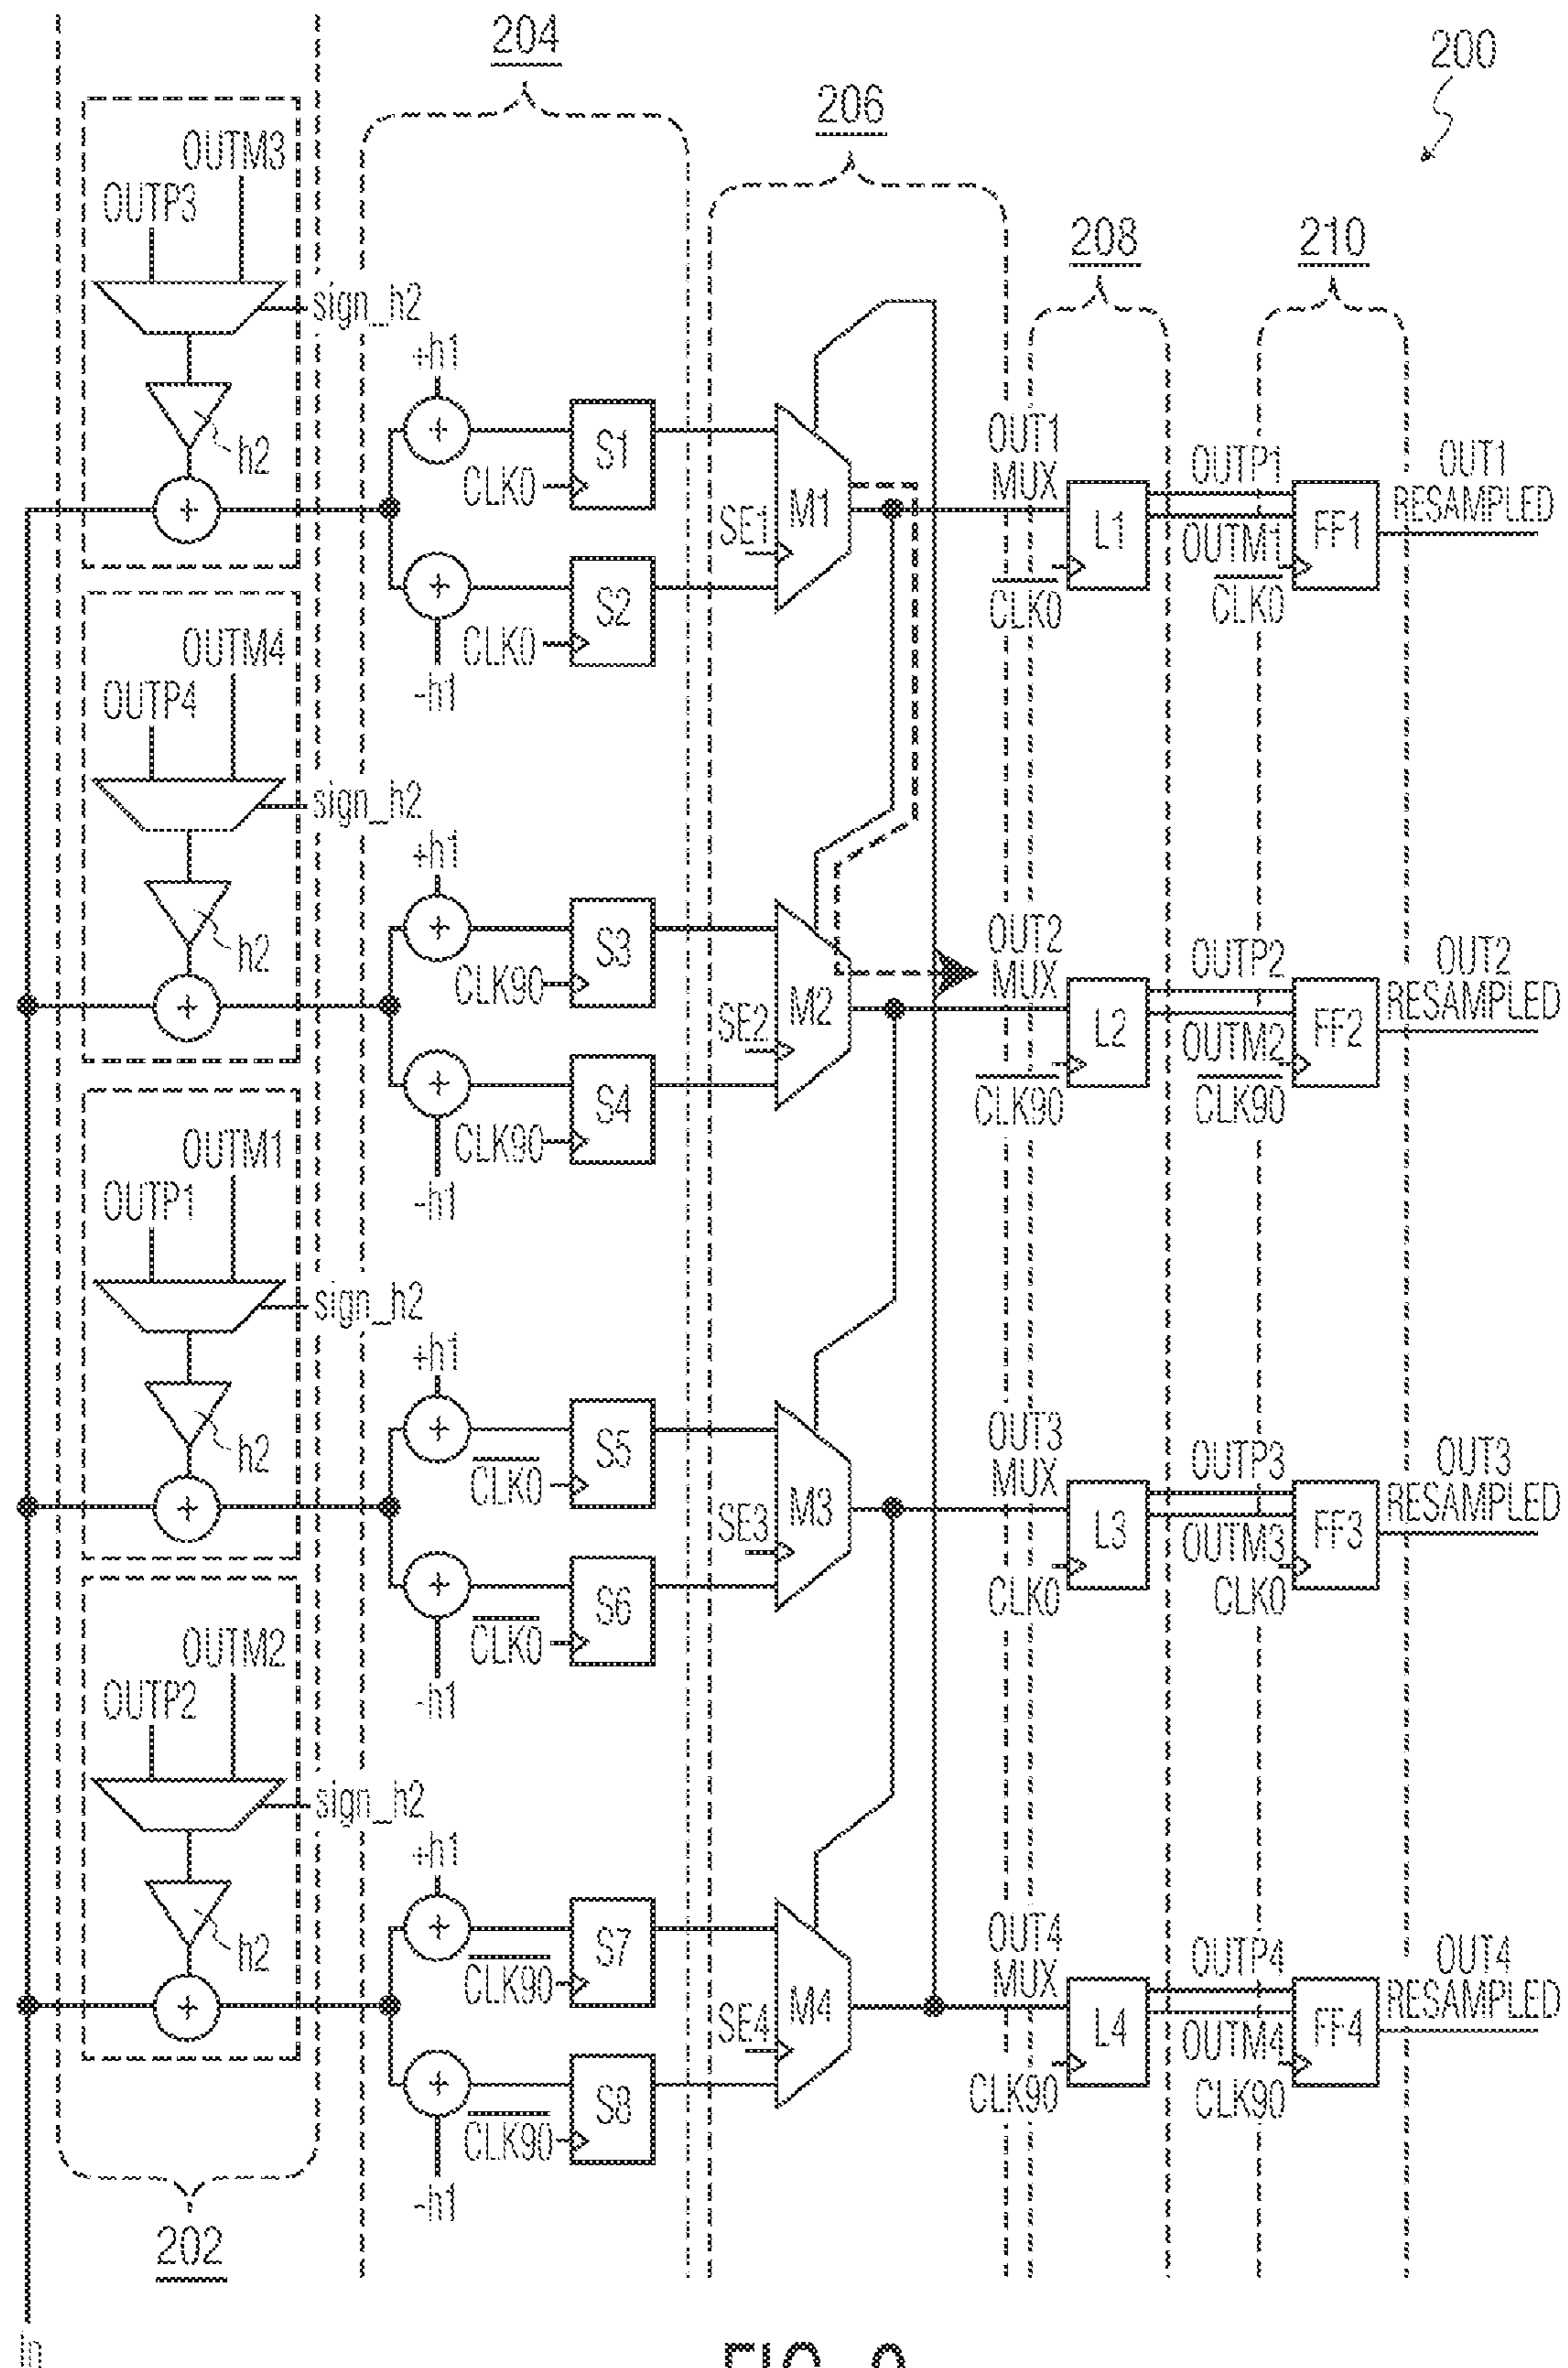 200
204
206
208
210
OUTM3
OUTP3
sign_h2
h2
+
+h1
+
CLK0
S1
+
-h1
CLK0
S2
SE1
M1
OUT1
MUX
L1
CLK0
OUTP1
OUTM1
FF1
CLK0
OUT1
RESAMPLED
OUTM4
OUTP4
sign_h2
h2
+
+h1
+
CLK90
S3
+
-h1
CLK90
S4
SE2
M2
OUT2
MUX
L2
CLK90
OUTP2
OUTM2
FF2
CLK90
OUT2
RESAMPLED
OUTM1
OUTP1
sign_h2
h2
+
+h1
+
CLK0
S5
+
-h1
CLK0
S6
SE3
M3
OUT3
MUX
L3
CLK0
OUTP3
OUTM3
FF3
CLK0
OUT3
RESAMPLED
OUTM2
OUTP2
sign_h2
h2
+
+h1
+
CLK90
S7
+
-h1
CLK90
S8
SE4
M4
OUT4
MUX
L4
CLK90
OUTP4
OUTM4
FF4
CLK90
OUT4
RESAMPLED
202